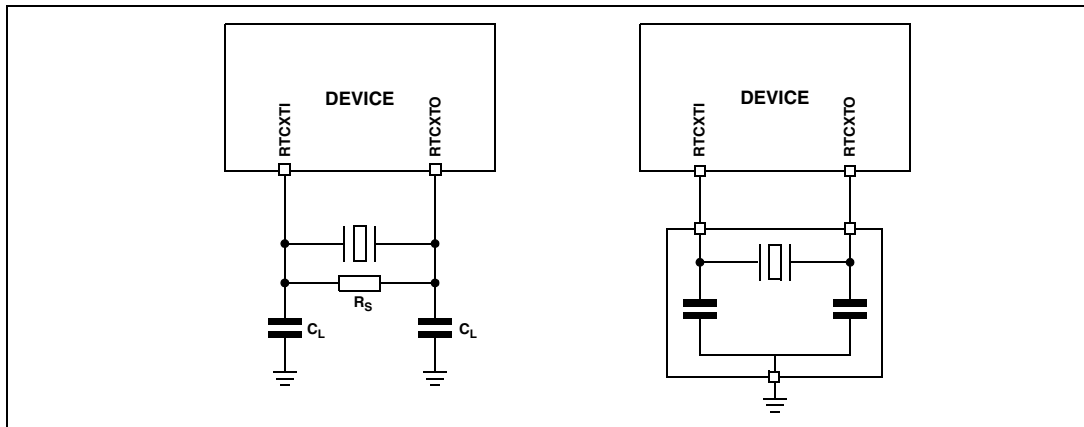 DEVICE
RTCXTI
RTCXTO
R_S
C_L
C_L
DEVICE
RTCXTI
RTCXTO